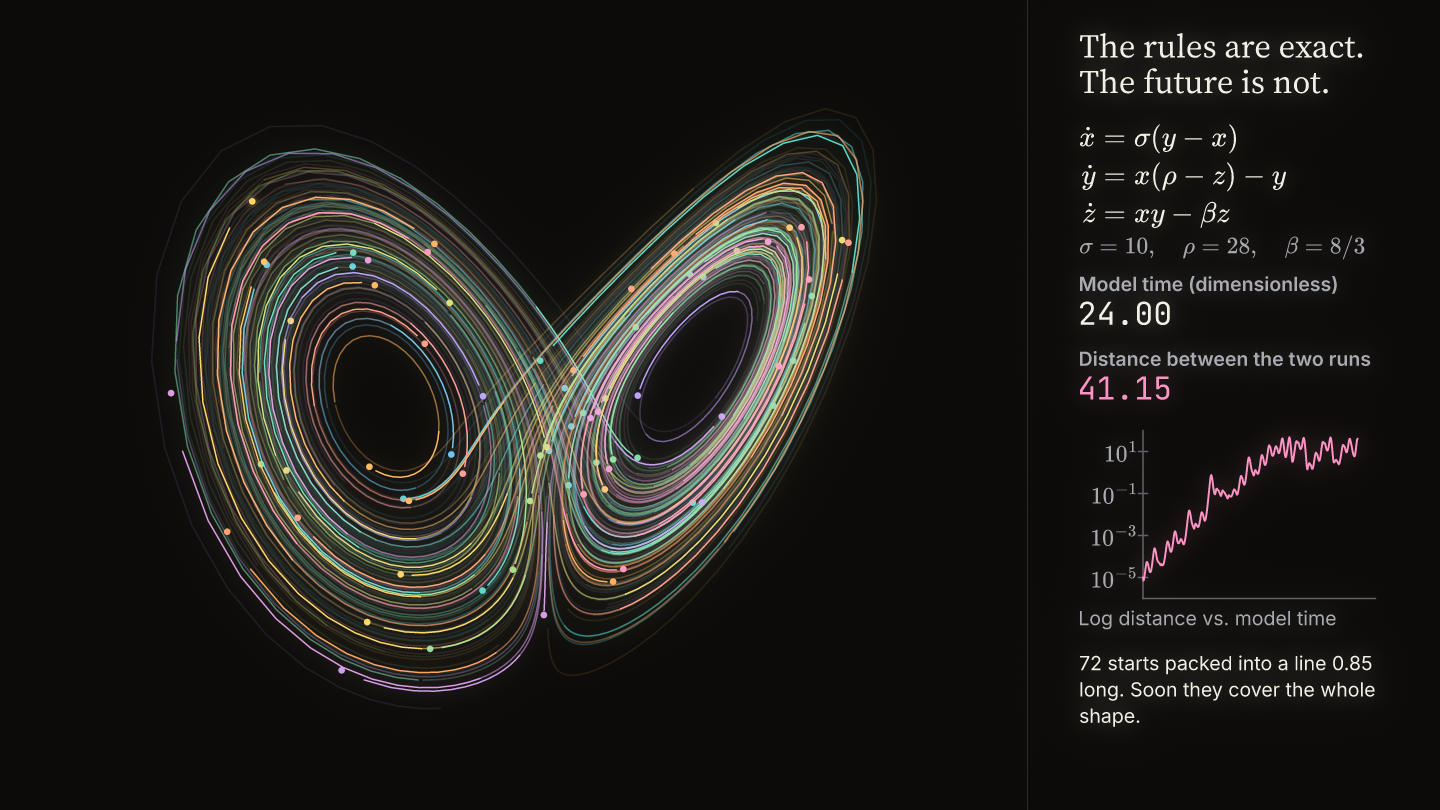 The rules are exact.
The future is not.
ẋ = σ(y − x)
ẏ = x(ρ − z) − y
ż = xy − βz
σ = 10, ρ = 28, β = 8/3
Model time (dimensionless)
24.00
Distance between the two runs
41.15
10¹
10⁻¹
10⁻³
10⁻⁵
Log distance vs. model time
72 starts packed into a line 0.85
long. Soon they cover the whole
shape.